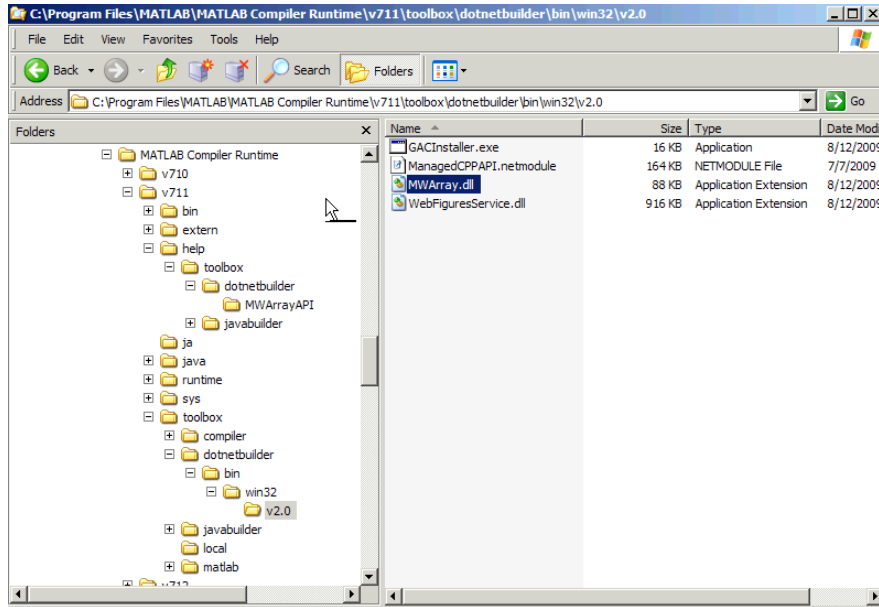 C:\Program Files\MATLAB\MATLAB Compiler Runtime\v711\toolbox\dotnetbuilder\bin\win32\v2.0
File Edit View Favorites Tools Help
Back Search Folders
Address C:\Program Files\MATLAB\MATLAB Compiler Runtime\v711\toolbox\dotnetbuilder\bin\win32\v2.0 Go
Folders x
MATLAB Compiler Runtime
v710
v711
bin
extern
help
toolbox
dotnetbuilder
MWArrayAPI
javabuilder
ja
java
runtime
sys
toolbox
compiler
dotnetbuilder
bin
win32
v2.0
javabuilder
local
matlab
v712
Name Size Type Date Modi
GACInstaller.exe 16 KB Application 8/12/2009
ManagedCPPAPI.netmodule 164 KB NETMODULE File 7/7/2009
MWArray.dll 88 KB Application Extension 8/12/2009
WebFiguresService.dll 916 KB Application Extension 8/12/2009